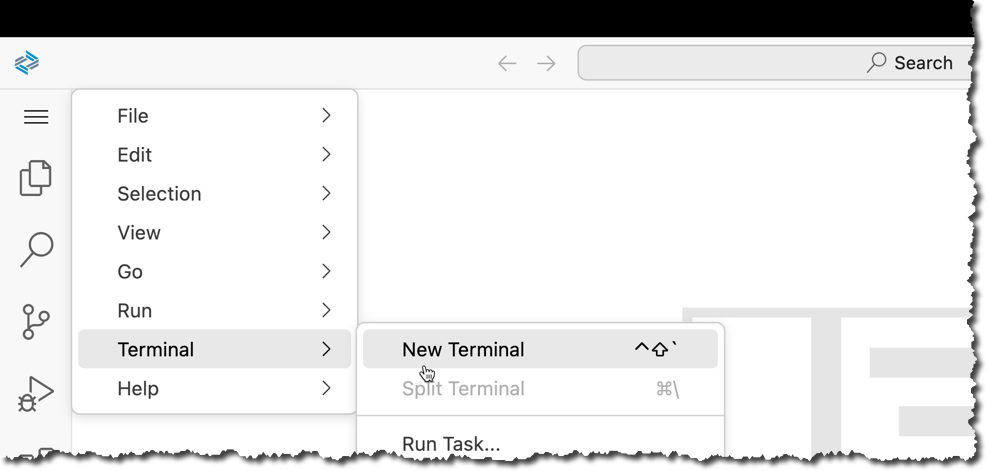 Search
File
Edit
Selection
View
Go
Run
Terminal
New Terminal ^⇧`
Help
Split Terminal ⌘\
Run Task...